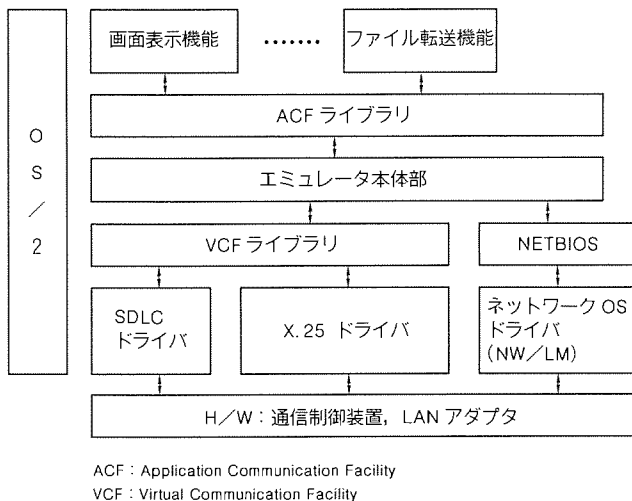 画面表示機能
‥‥‥‥
ファイル転送機能
ACF ライブラリ
エミュレータ本体部
VCF ライブラリ
NETBIOS
SDLC
ドライバ
X.25 ドライバ
ネットワーク OS
ドライバ
(NW/LM)
H/W:通信制御装置,LAN アダプタ
OS/2
ACF:Application Communication Facility
VCF:Virtual Communication Facility